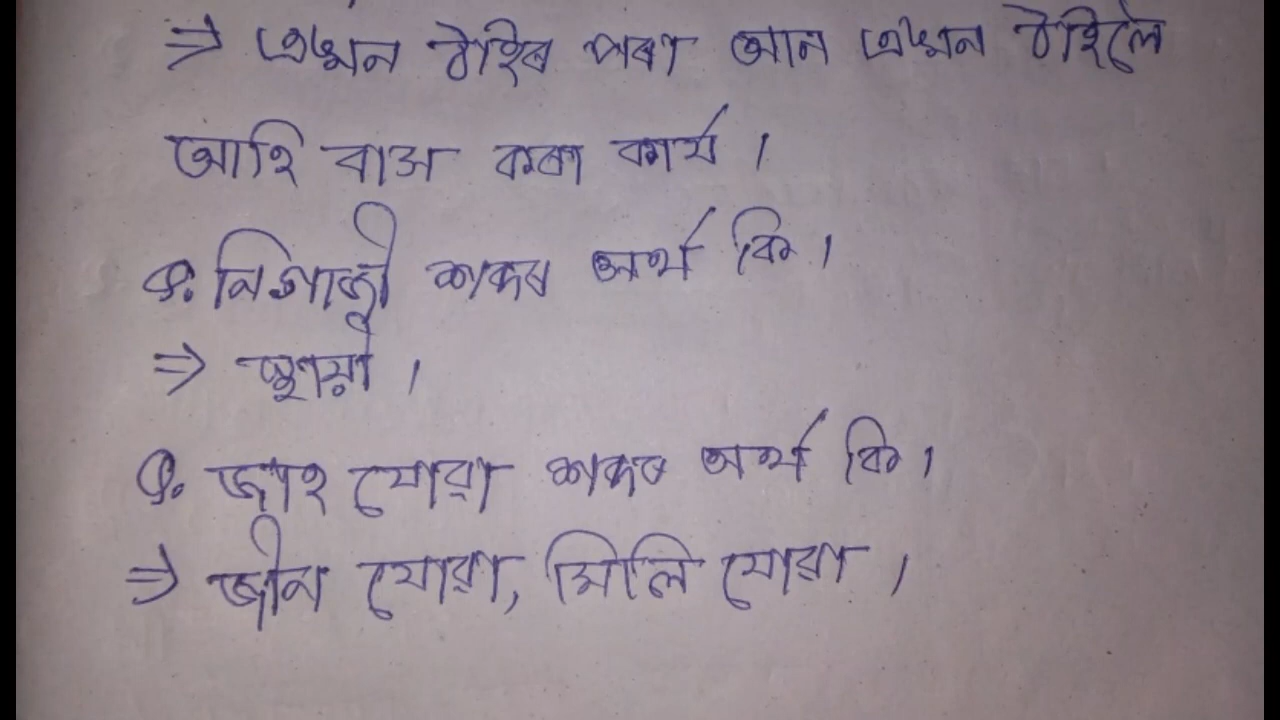 ⇒ এখন ঠাইৰ পৰা আন এখন ঠাইলৈ
আহি বাস কৰা কাৰ্য ।
Q. নিগাজী শব্দৰ অৰ্থ কি ।
⇒ স্থায়ী ।
Q. জাহ যোৱা শব্দৰ অৰ্থ কি ।
⇒ জীন যোৱা, মিলি যোৱা ।